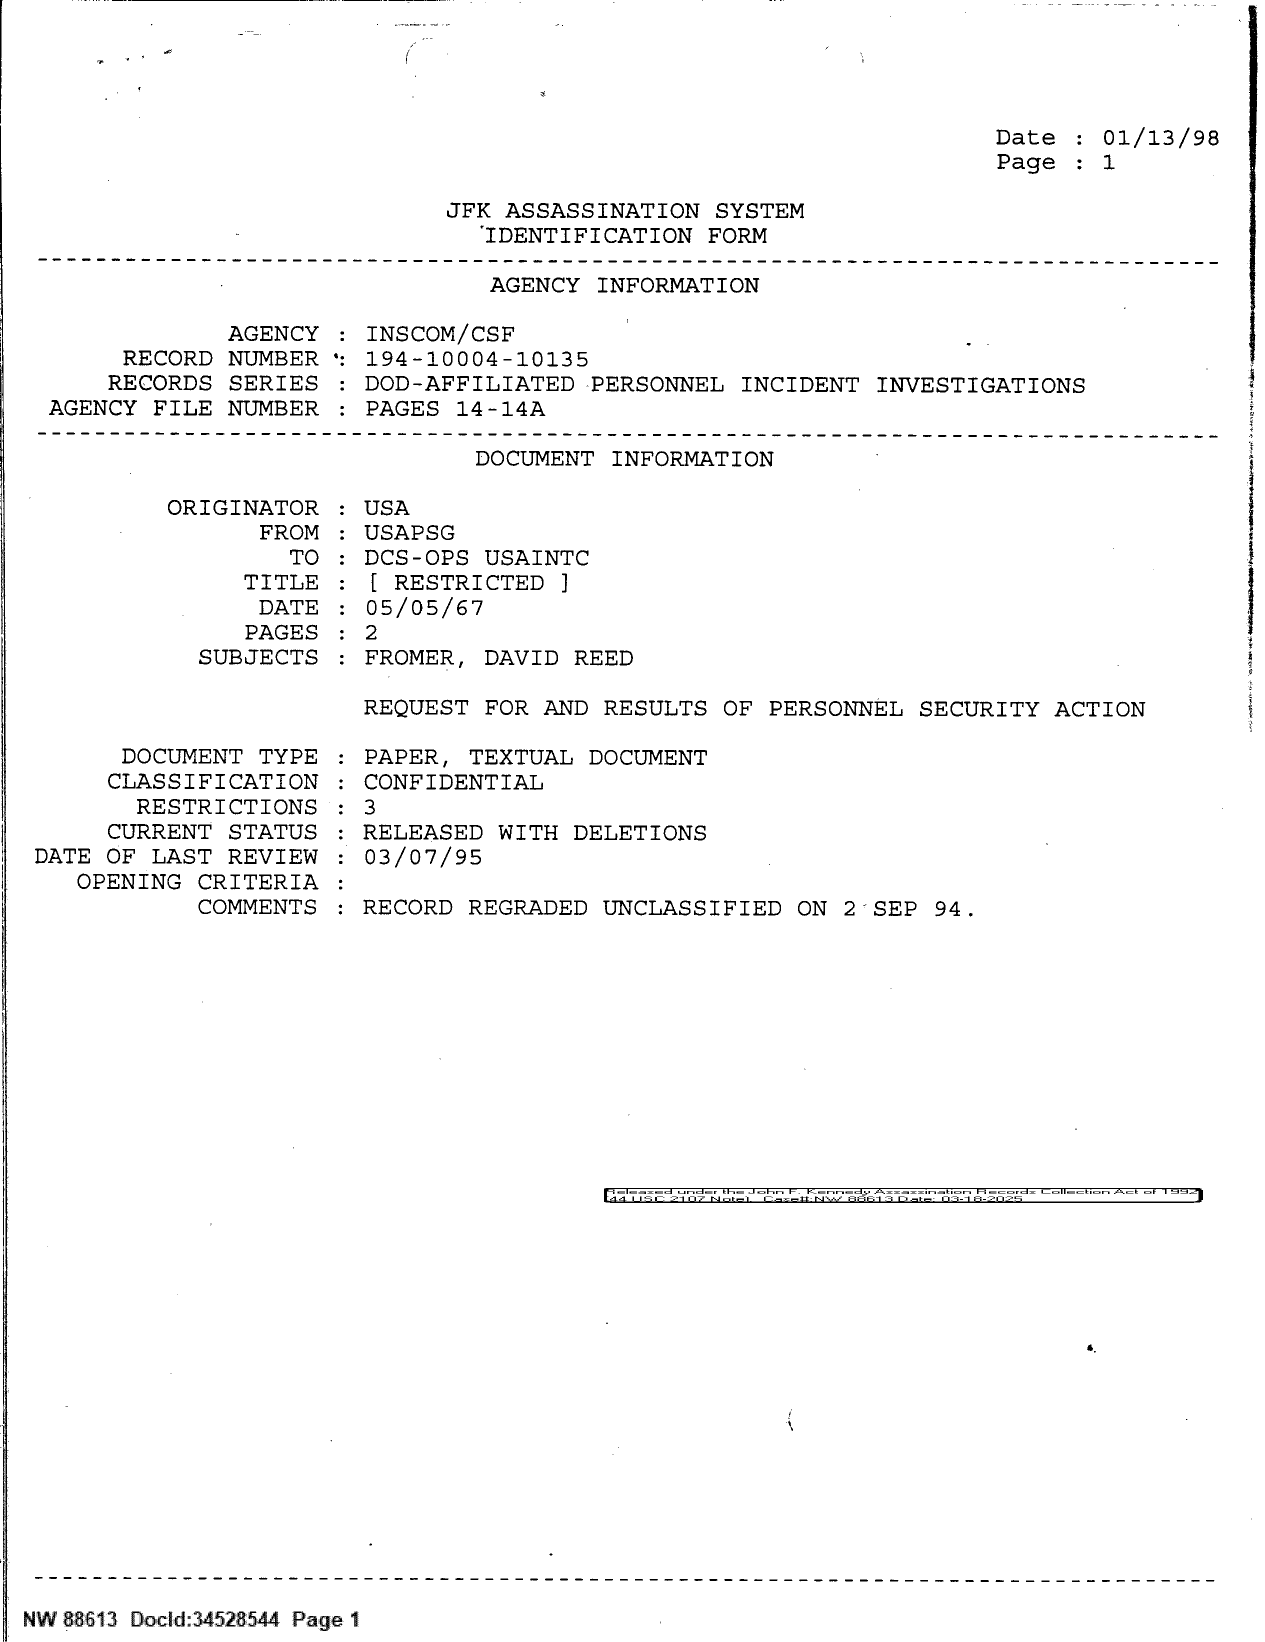 Date : 01/13/98
Page : 1
JFK ASSASSINATION SYSTEM
IDENTIFICATION FORM
AGENCY INFORMATION
AGENCY : INSCOM/CSF
RECORD NUMBER : 194-10004-10135
RECORDS SERIES : DOD-AFFILIATED PERSONNEL INCIDENT INVESTIGATIONS
AGENCY FILE NUMBER : PAGES 14-14A
DOCUMENT INFORMATION
ORIGINATOR : USA
FROM : USAPSG
TO : DCS-OPS USAINTC
TITLE : [ RESTRICTED ]
DATE : 05/05/67
PAGES : 2
SUBJECTS : FROMER, DAVID REED
REQUEST FOR AND RESULTS OF PERSONNEL SECURITY ACTION
DOCUMENT TYPE : PAPER, TEXTUAL DOCUMENT
CLASSIFICATION : CONFIDENTIAL
RESTRICTIONS : 3
CURRENT STATUS : RELEASED WITH DELETIONS
DATE OF LAST REVIEW : 03/07/95
OPENING CRITERIA :
COMMENTS : RECORD REGRADED UNCLASSIFIED ON 2 SEP 94.
Released under the John F. Kennedy Assassination Records Collection Act of 1992
(44 USC 2107 Note). Case#:NW 88613 Date: 03-18-2025
NW 88613 DocId:34528544 Page 1